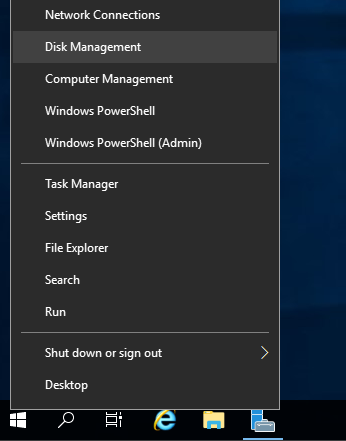 Network Connections
Disk Management
Computer Management
Windows PowerShell
Windows PowerShell (Admin)
Task Manager
Settings
File Explorer
Search
Run
Shut down or sign out
Desktop